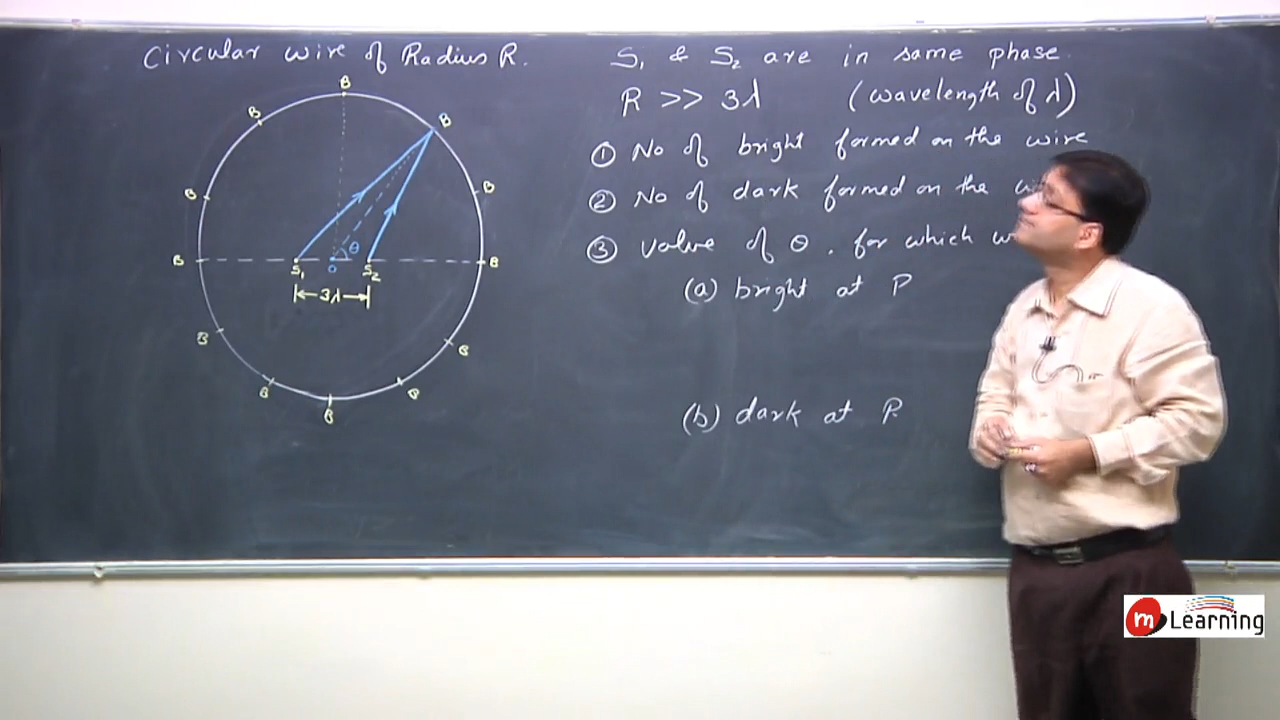 Circular wire of Radius R.
S₁ & S₂ are in same phase.
R >> 3λ (wavelength of λ)
① No of bright formed on the wire
② No of dark formed on the
③ value of θ . for which
(a) bright at P
(b) dark at P.
B
B
B
B
B
B
B
B
B
B
B
B
θ
S₁
O
S₂
3λ
m Learning